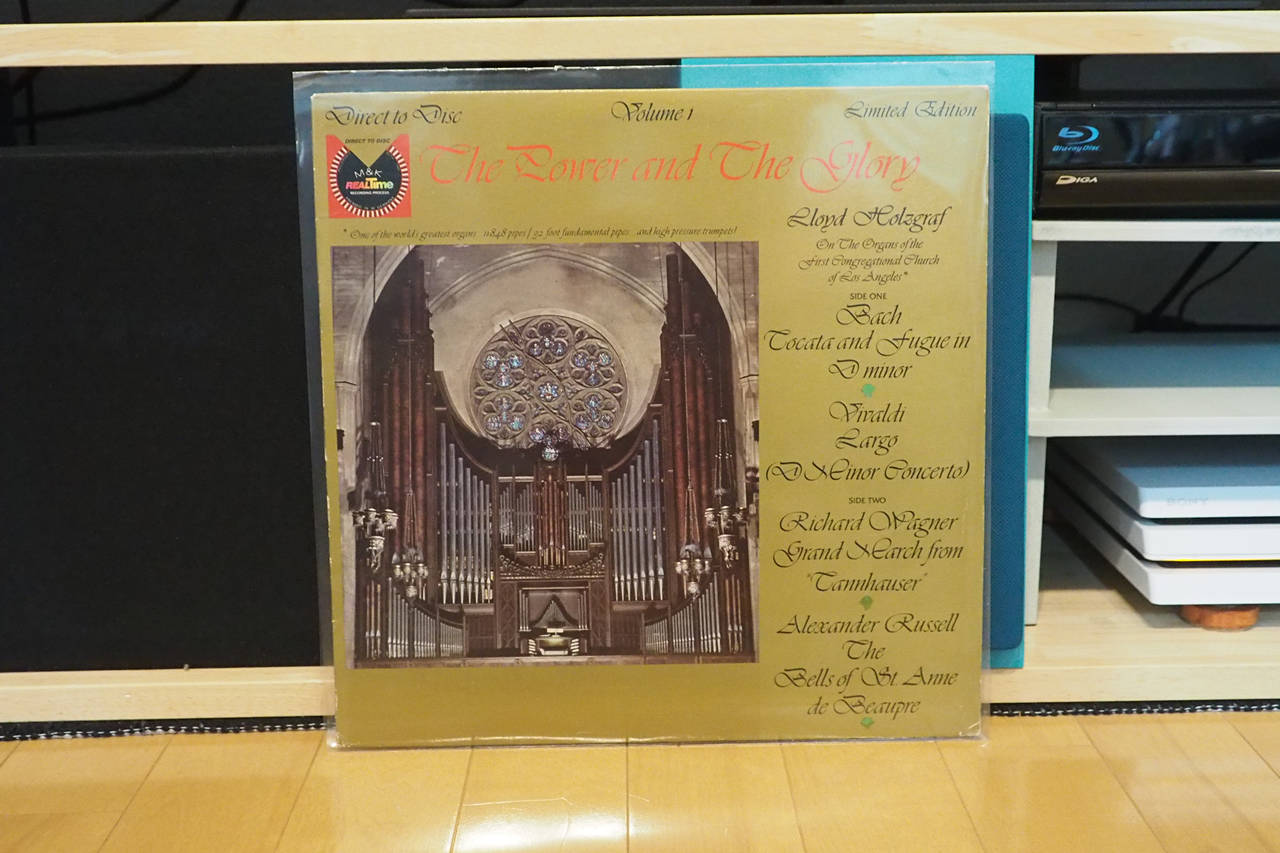 Direct to Disc
Volume 1
Limited Edition
DIRECT TO DISC
M&K
REALTime
RECORDING PROCESS
The Power and The Glory
* One of the world's greatest organs 11848 pipes / 32 foot fundamental pipes and high pressure trumpets!
Lloyd Holzgraf
On The Organs of the
First Congregational Church
of Los Angeles*
SIDE ONE
Bach
Tocata and Fugue in
D minor
Vivaldi
Largo
(D Minor Concerto)
SIDE TWO
Richard Wagner
Grand March from
"Tannhauser"
Alexander Russell
The
Bells of St. Anne
de Beaupre
Blu-ray Disc
DIGA
SONY